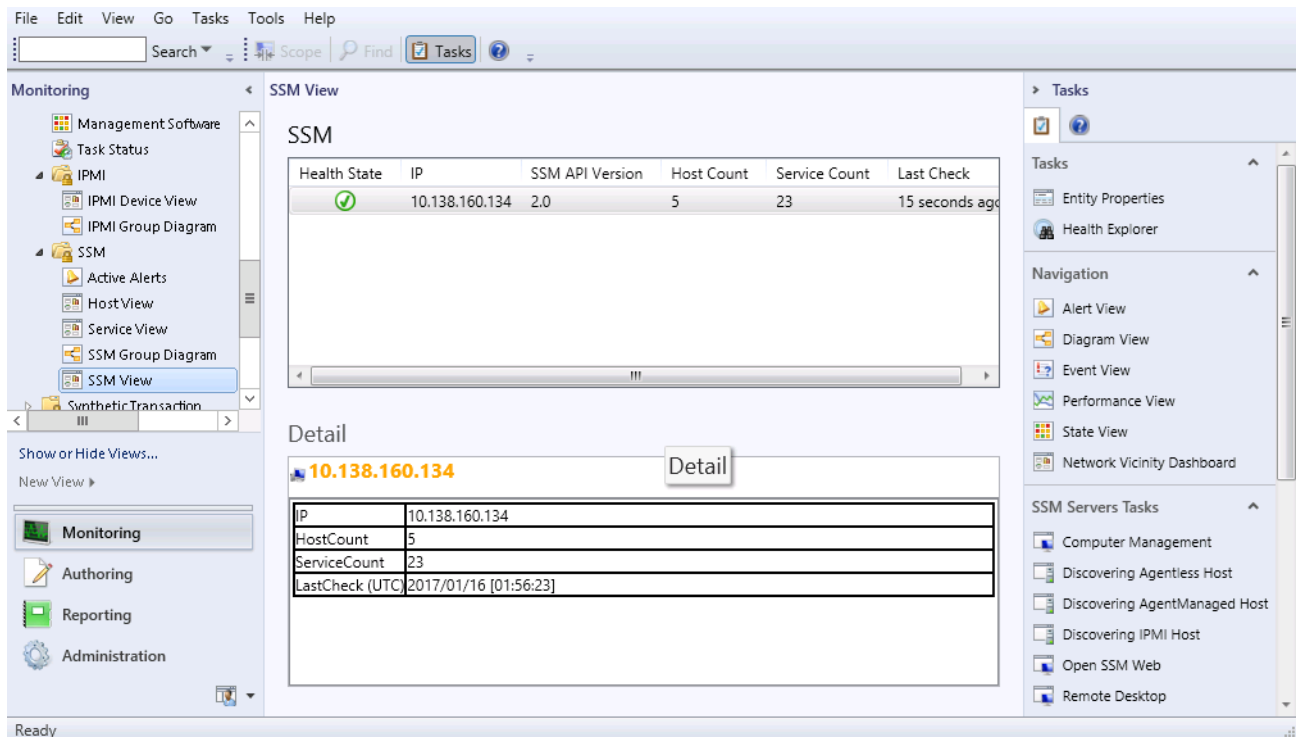 File Edit View Go Tasks Tools Help
Search Scope Find Tasks
Monitoring
Management Software
Task Status
IPMI
IPMI Device View
IPMI Group Diagram
SSM
Active Alerts
Host View
Service View
SSM Group Diagram
SSM View
Synthetic Transaction
Show or Hide Views...
New View
Monitoring
Authoring
Reporting
Administration
SSM View
SSM
Health State IP SSM API Version Host Count Service Count Last Check
10.138.160.134 2.0 5 23 15 seconds ago
Detail
Detail
10.138.160.134
IP 10.138.160.134
HostCount 5
ServiceCount 23
LastCheck (UTC) 2017/01/16 [01:56:23]
Tasks
Tasks
Entity Properties
Health Explorer
Navigation
Alert View
Diagram View
Event View
Performance View
State View
Network Vicinity Dashboard
SSM Servers Tasks
Computer Management
Discovering Agentless Host
Discovering AgentManaged Host
Discovering IPMI Host
Open SSM Web
Remote Desktop
Ready